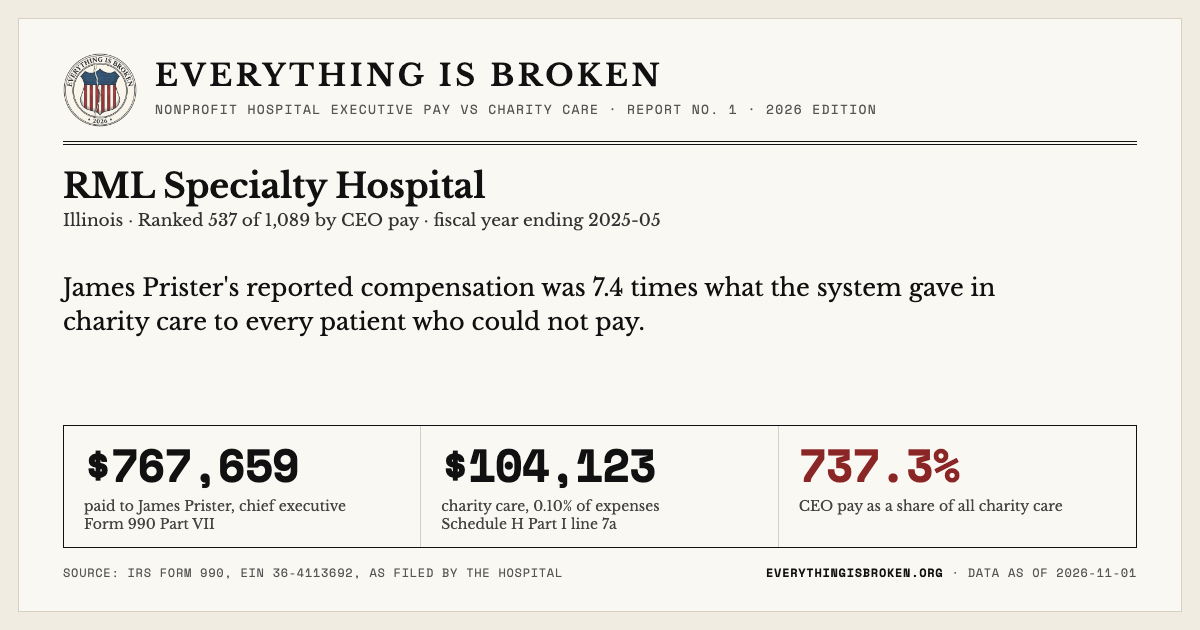 EVERYTHING IS BROKEN
2026
EVERYTHING IS BROKEN
NONPROFIT HOSPITAL EXECUTIVE PAY VS CHARITY CARE · REPORT NO. 1 · 2026 EDITION
RML Specialty Hospital
Illinois · Ranked 537 of 1,089 by CEO pay · fiscal year ending 2025-05
James Prister's reported compensation was 7.4 times what the system gave in
charity care to every patient who could not pay.
$767,659
paid to James Prister, chief executive
Form 990 Part VII
$104,123
charity care, 0.10% of expenses
Schedule H Part I line 7a
737.3%
CEO pay as a share of all charity care
SOURCE: IRS FORM 990, EIN 36-4113692, AS FILED BY THE HOSPITAL
EVERYTHINGISBROKEN.ORG · DATA AS OF 2026-11-01